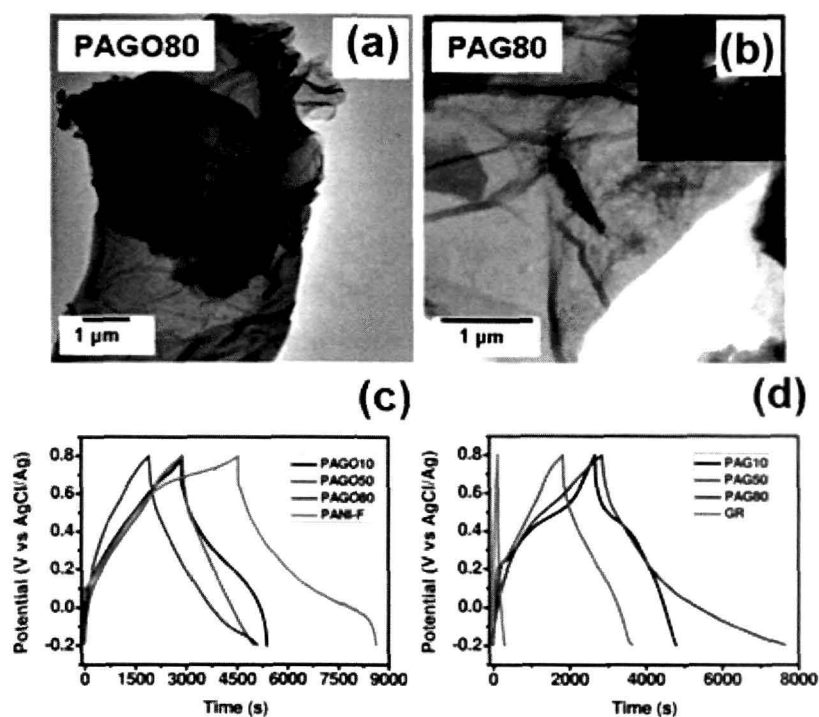 PAGO80
(a)
1 μm
PAG80
(b)
1 μm
(c)
Potential (V vs AgCl/Ag)
0.8
0.6
0.4
0.2
0.0
-0.2
PAGO10
PAGO50
PAGO80
PANI-F
0
1500
3000
4500
6000
7500
9000
Time (s)
(d)
Potential (V vs AgCl/Ag)
0.8
0.6
0.4
0.2
0.0
-0.2
PAG10
PAG50
PAG80
GR
0
2000
4000
6000
8000
Time (s)